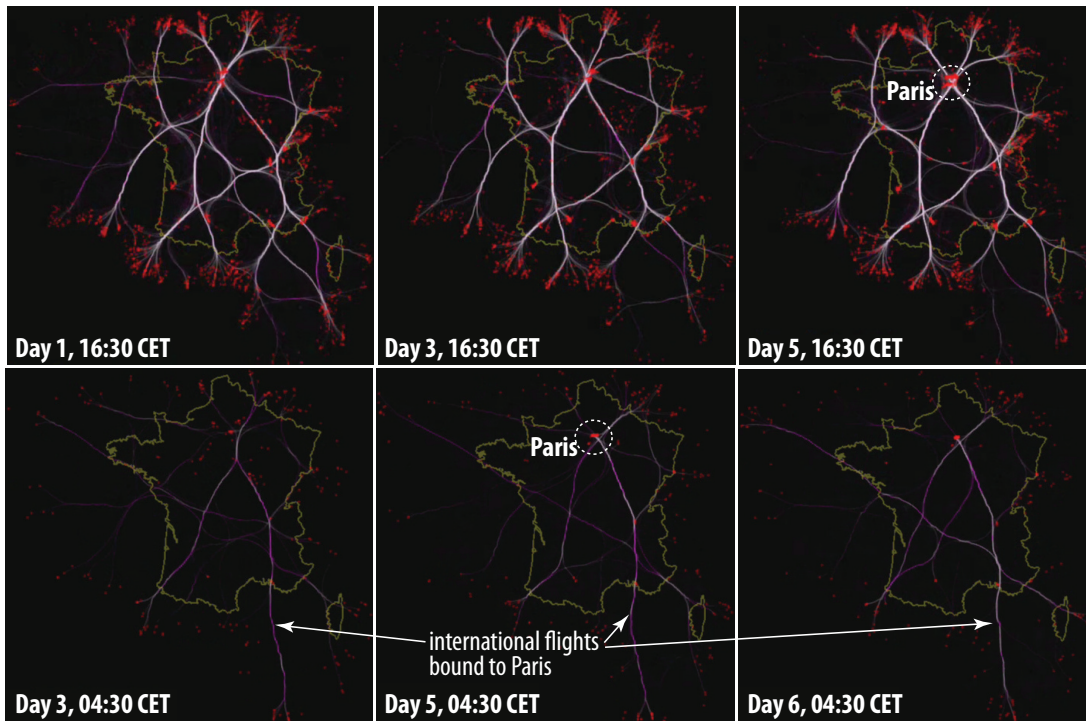 Paris
Day 1, 16:30 CET
Day 3, 16:30 CET
Day 5, 16:30 CET
Paris
international flights
bound to Paris
Day 3, 04:30 CET
Day 5, 04:30 CET
Day 6, 04:30 CET